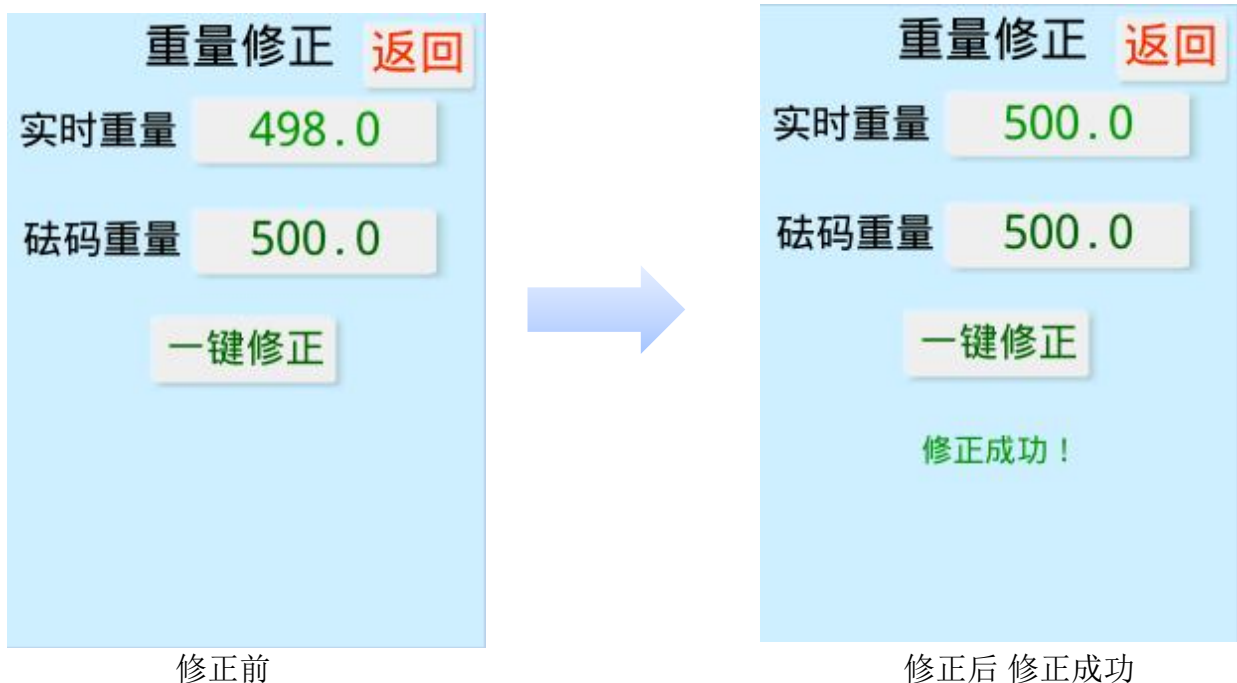 重量修正 返回
实时重量 498.0
砝码重量 500.0
一键修正
修正前
重量修正 返回
实时重量 500.0
砝码重量 500.0
一键修正
修正成功！
修正后 修正成功